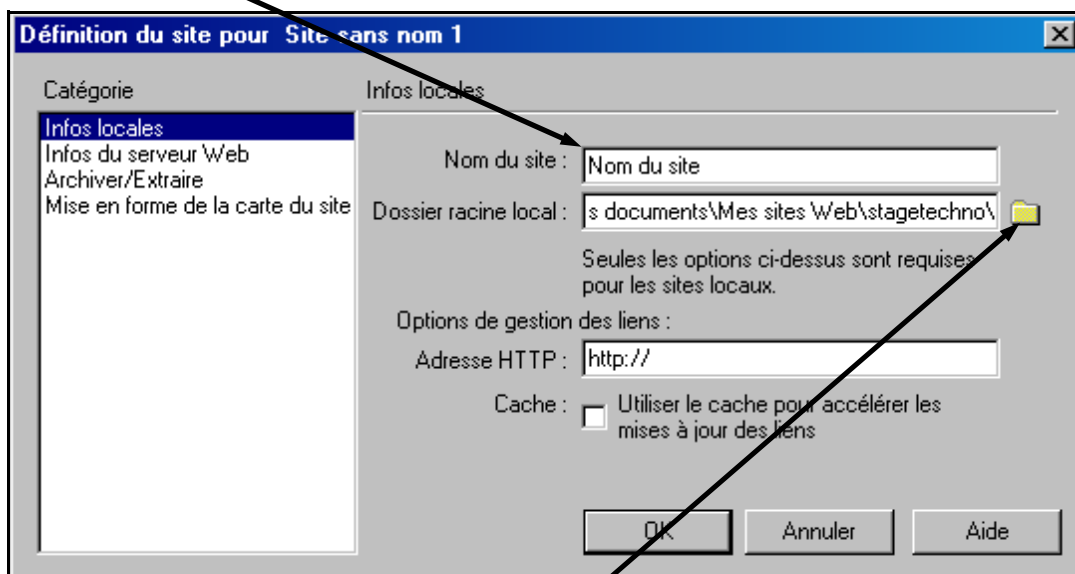 Définition du site pour Site sans nom 1
Catégorie
Infos locales
Infos du serveur Web
Archiver/Extraire
Mise en forme de la carte du site
Infos locales
Nom du site : Nom du site
Dossier racine local : s documents\Mes sites Web\stagetechno\
Seules les options ci-dessus sont requises
pour les sites locaux.
Options de gestion des liens :
Adresse HTTP : http://
Cache : Utiliser le cache pour accélérer les
mises à jour des liens
OK Annuler Aide